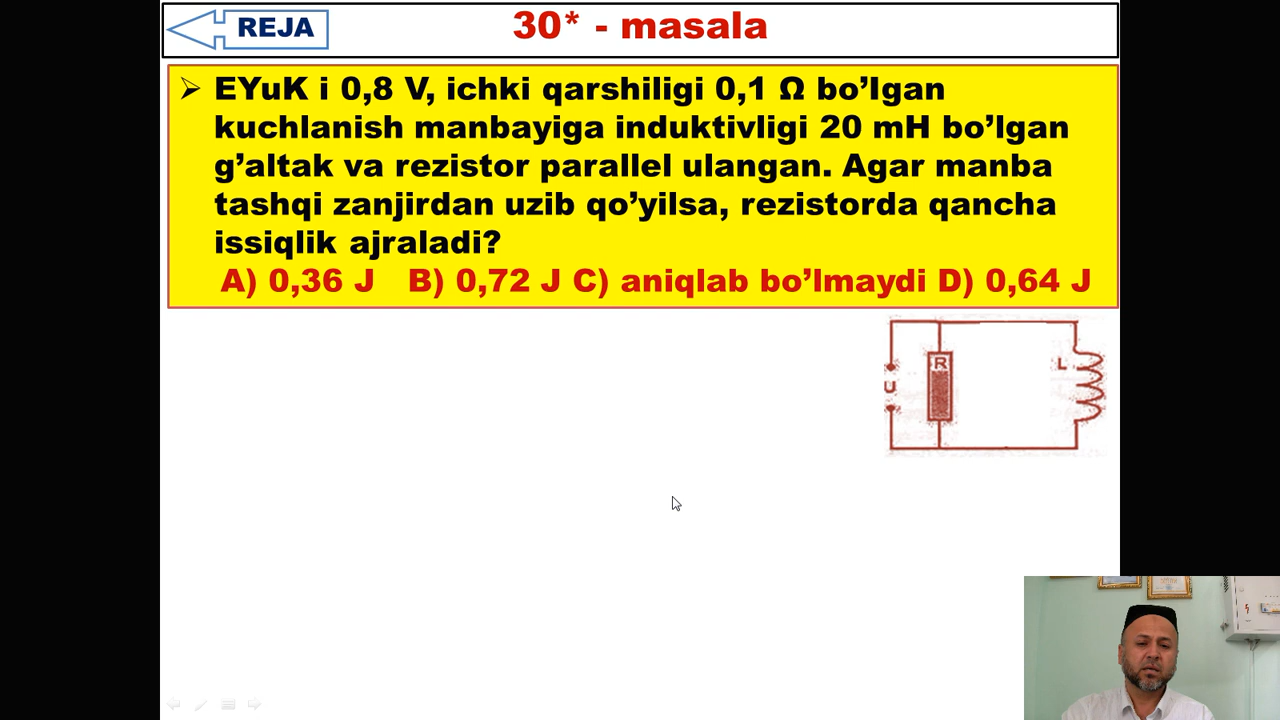 REJA
30* - masala
➢ EYuK i 0,8 V, ichki qarshiligi 0,1 Ω bo’lgan
kuchlanish manbayiga induktivligi 20 mH bo’lgan
g’altak va rezistor parallel ulangan. Agar manba
tashqi zanjirdan uzib qo’yilsa, rezistorda qancha
issiqlik ajraladi?
A) 0,36 J B) 0,72 J C) aniqlab bo’lmaydi D) 0,64 J
R
L
U